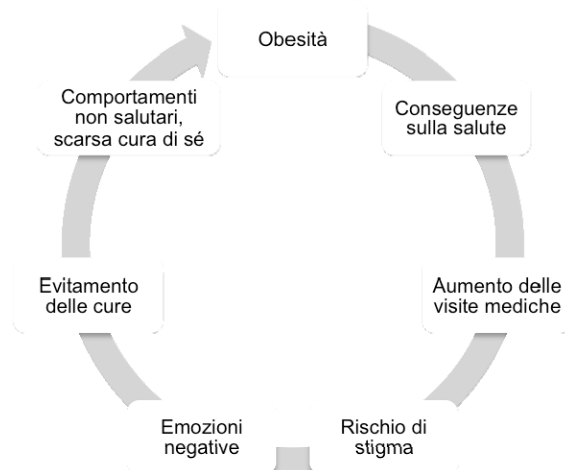 Obesità
Conseguenze
sulla salute
Aumento delle
visite mediche
Rischio di
stigma
Emozioni
negative
Evitamento
delle cure
Comportamenti
non salutari,
scarsa cura di sé